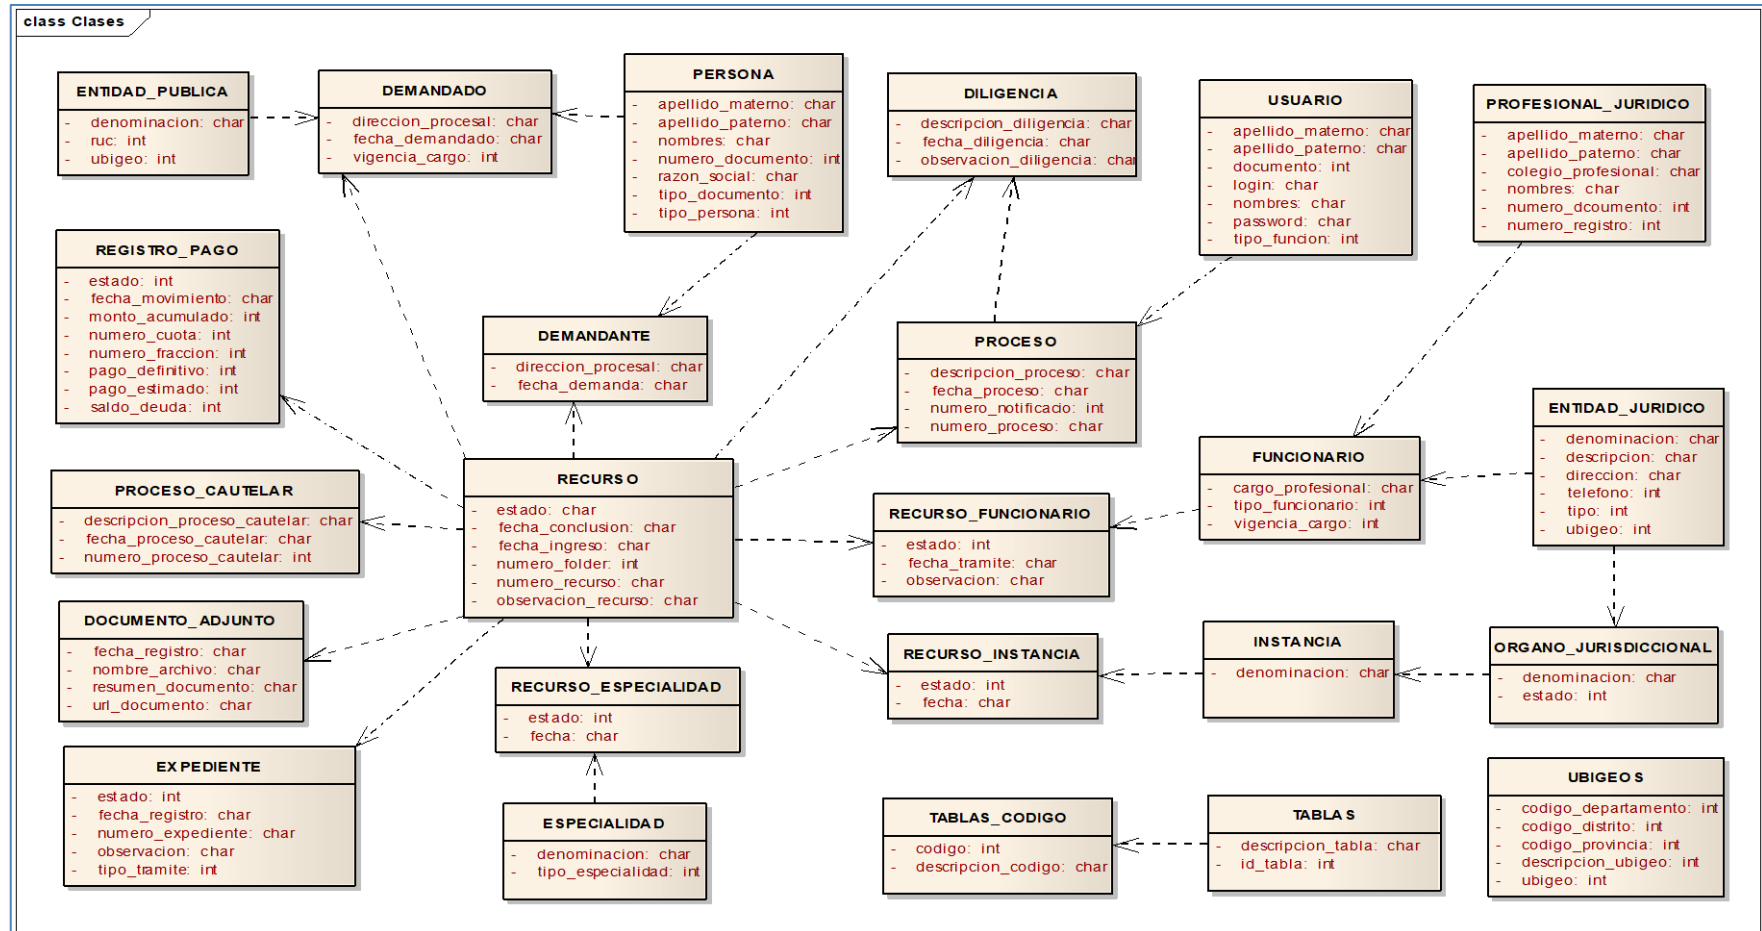 class Clases
ENTIDAD_PUBLICA
- denominacion: char
- ruc: int
- ubigeo: int
DEMANDADO
- direccion_procesal: char
- fecha_demandado: char
- vigencia_cargo: int
PERSONA
- apellido_materno: char
- apellido_paterno: char
- nombres: char
- numero_documento: int
- razon_social: char
- tipo_documento: int
- tipo_persona: int
DILIGENCIA
- descripcion_diligencia: char
- fecha_diligencia: char
- observacion_diligencia: char
USUARIO
- apellido_materno: char
- apellido_paterno: char
- documento: int
- login: char
- nombres: char
- password: char
- tipo_funcion: int
PROFESIONAL_JURIDICO
- apellido_materno: char
- apellido_paterno: char
- colegio_profesional: char
- nombres: char
- numero_dcoumento: int
- numero_registro: int
REGISTRO_PAGO
- estado: int
- fecha_movimiento: char
- monto_acumulado: int
- numero_cuota: int
- numero_fraccion: int
- pago_definitivo: int
- pago_estimado: int
- saldo_deuda: int
DEMANDANTE
- direccion_procesal: char
- fecha_demanda: char
PROCESO
- descripcion_proceso: char
- fecha_proceso: char
- numero_notificacio: int
- numero_proceso: char
ENTIDAD_JURIDICO
- denominacion: char
- descripcion: char
- direccion: char
- telefono: int
- tipo: int
- ubigeo: int
FUNCIONARIO
- cargo_profesional: char
- tipo_funcionario: int
- vigencia_cargo: int
PROCESO_CAUTELAR
- descripcion_proceso_cautelar: char
- fecha_proceso_cautelar: char
- numero_proceso_cautelar: int
RECURSO
- estado: char
- fecha_conclusion: char
- fecha_ingreso: char
- numero_folder: int
- numero_recurso: char
- observacion_recurso: char
RECURSO_FUNCIONARIO
- estado: int
- fecha_tramite: char
- observacion: char
DOCUMENTO_ADJUNTO
- fecha_registro: char
- nombre_archivo: char
- resumen_documento: char
- url_documento: char
RECURSO_ESPECIALIDAD
- estado: int
- fecha: char
RECURSO_INSTANCIA
- estado: int
- fecha: char
INSTANCIA
- denominacion: char
ORGANO_JURISDICCIONAL
- denominacion: char
- estado: int
EXPEDIENTE
- estado: int
- fecha_registro: char
- numero_expediente: char
- observacion: char
- tipo_tramite: int
ESPECIALIDAD
- denominacion: char
- tipo_especialidad: int
TABLAS_CODIGO
- codigo: int
- descripcion_codigo: char
TABLAS
- descripcion_tabla: char
- id_tabla: int
UBIGEOS
- codigo_departamento: int
- codigo_distrito: int
- codigo_provincia: int
- descripcion_ubigeo: int
- ubigeo: int